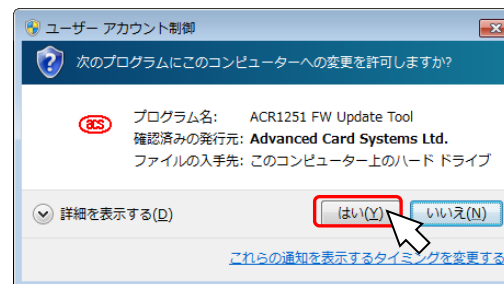 ユーザー アカウント制御
次のプログラムにこのコンピューターへの変更を許可しますか?
acs
プログラム名: ACR1251 FW Update Tool
確認済みの発行元: Advanced Card Systems Ltd.
ファイルの入手先: このコンピューター上のハード ドライブ
詳細を表示する(D)
はい(Y)
いいえ(N)
これらの通知を表示するタイミングを変更する